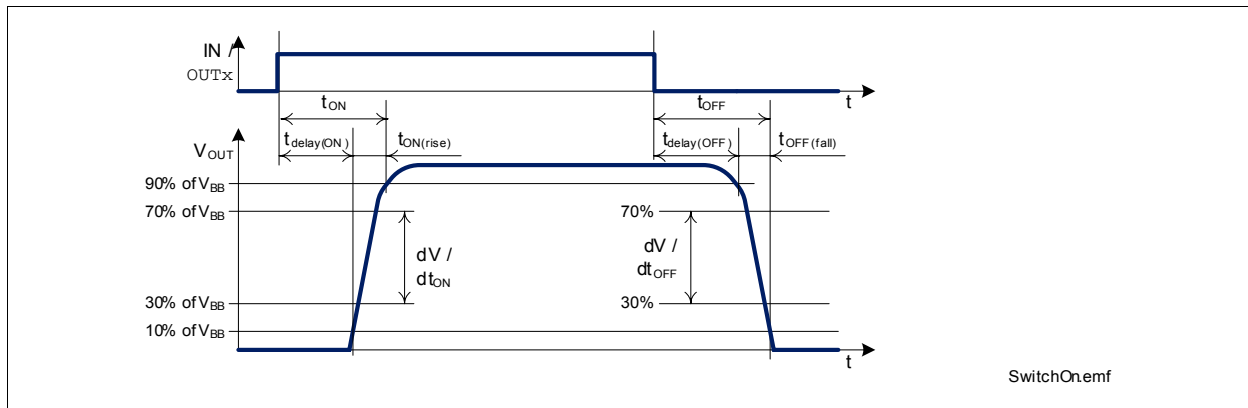 IN /
OUTx
t
tON
tOFF
tdelay(ON)
tON(rise)
tdelay(OFF)
tOFF(fall)
VOUT
90% of VBB
70% of VBB
70%
dV /
dtON
dV /
dtOFF
30% of VBB
30%
10% of VBB
t
SwitchOn.emf